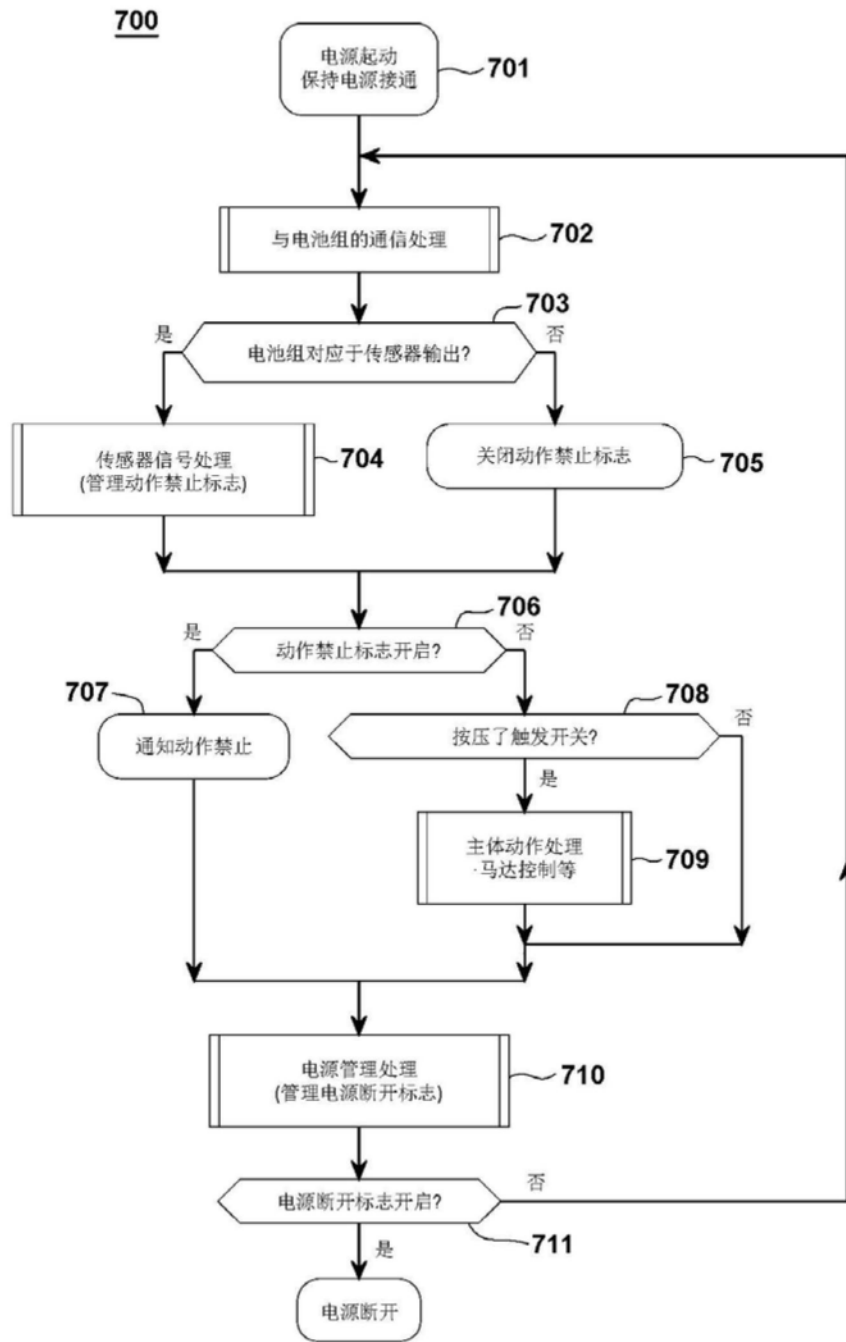 700
电源起动
保持电源接通
701
与电池组的通信处理
702
703
是
否
电池组对应于传感器输出?
传感器信号处理
(管理动作禁止标志)
704
关闭动作禁止标志
705
706
是
否
动作禁止标志开启?
707
通知动作禁止
708
按压了触发开关?
否
是
主体动作处理
·马达控制等
709
电源管理处理
(管理电源断开标志)
710
电源断开标志开启?
否
711
是
电源断开